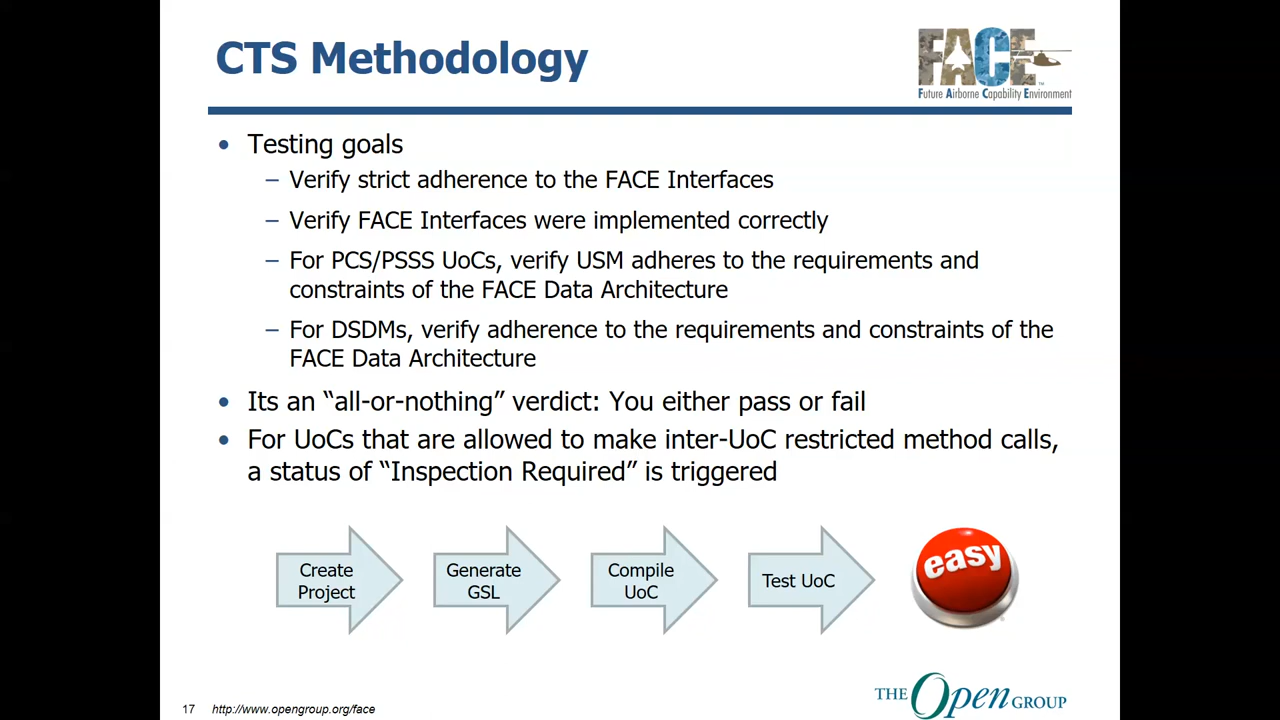 CTS Methodology
FACE™
Future Airborne Capability Environment
• Testing goals
– Verify strict adherence to the FACE Interfaces
– Verify FACE Interfaces were implemented correctly
– For PCS/PSSS UoCs, verify USM adheres to the requirements and
constraints of the FACE Data Architecture
– For DSDMs, verify adherence to the requirements and constraints of the
FACE Data Architecture
• Its an “all-or-nothing” verdict: You either pass or fail
• For UoCs that are allowed to make inter-UoC restricted method calls,
a status of “Inspection Required” is triggered
Create
Project
Generate
GSL
Compile
UoC
Test UoC
easy
17 http://www.opengroup.org/face
THE Open GROUP